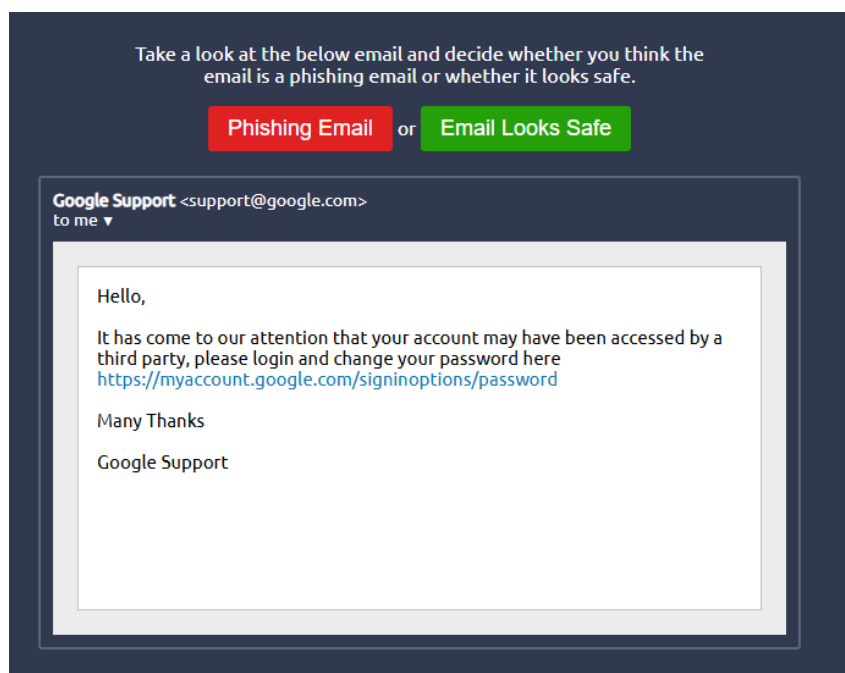 Take a look at the below email and decide whether you think the
email is a phishing email or whether it looks safe.
Phishing Email or Email Looks Safe
Google Support <support@google.com>
to me ▼
Hello,
It has come to our attention that your account may have been accessed by a
third party, please login and change your password here
https://myaccount.google.com/signinoptions/password
Many Thanks
Google Support